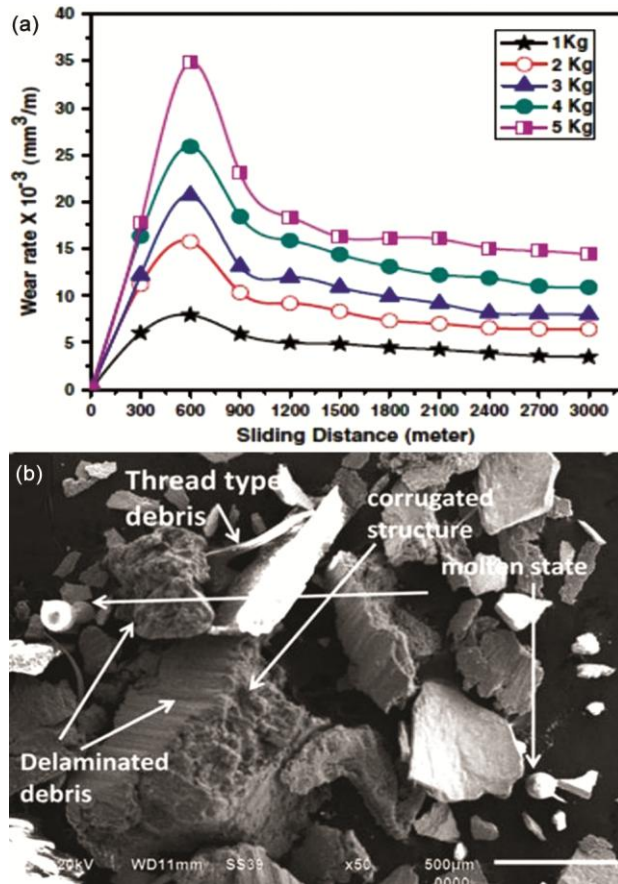 (a)
40
35
30
25
20
15
10
5
0
Wear rate X 10⁻³ (mm³/m)
1Kg
2 Kg
3 Kg
4 Kg
5 Kg
0 300 600 900 1200 1500 1800 2100 2400 2700 3000
Sliding Distance (meter)
(b)
Thread type
debris
corrugated
structure
molten state
Delaminated
debris
20kV WD11mm SS39 x50 500µm
0000